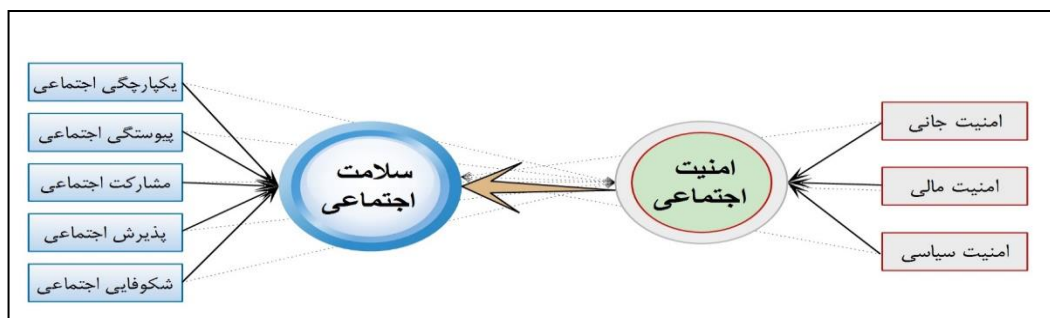 امنیت جانی
امنیت مالی
امنیت سیاسی
امنیت
اجتماعی
سلامت
اجتماعی
یکپارچگی اجتماعی
پیوستگی اجتماعی
مشارکت اجتماعی
پذیرش اجتماعی
شکوفایی اجتماعی